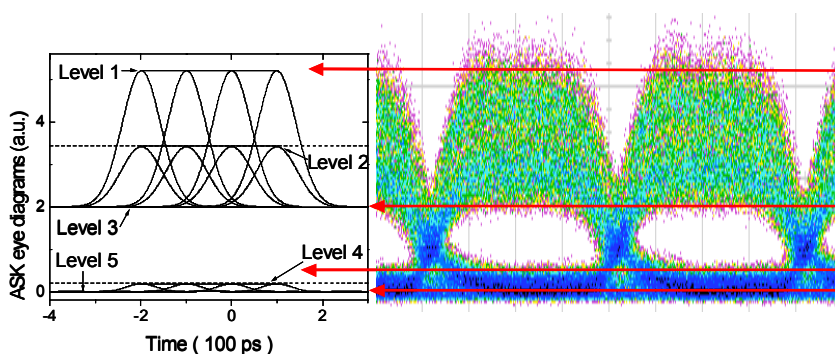 ASK eye diagrams (a.u.)
4
2
0
Level 1
Level 2
Level 3
Level 4
Level 5
-4 -2 0 2
Time ( 100 ps )